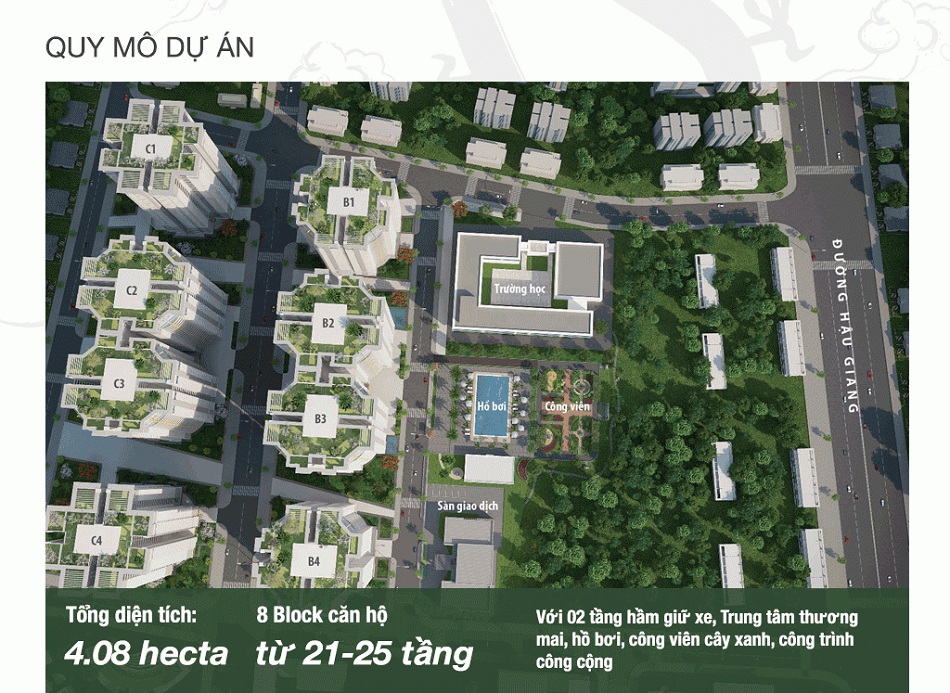 QUY MÔ DỰ ÁN
C1
B1
C2
Trường học
B2
ĐƯỜNG HẬU GIANG
C3
B3
Hồ bơi
Công viên
Sàn giao dịch
C4
B4
Tổng diện tích:
4.08 hecta
8 Block căn hộ
từ 21-25 tầng
Với 02 tầng hầm giữ xe, Trung tâm thương
mai, hồ bơi, công viên cây xanh, công trình
công cộng